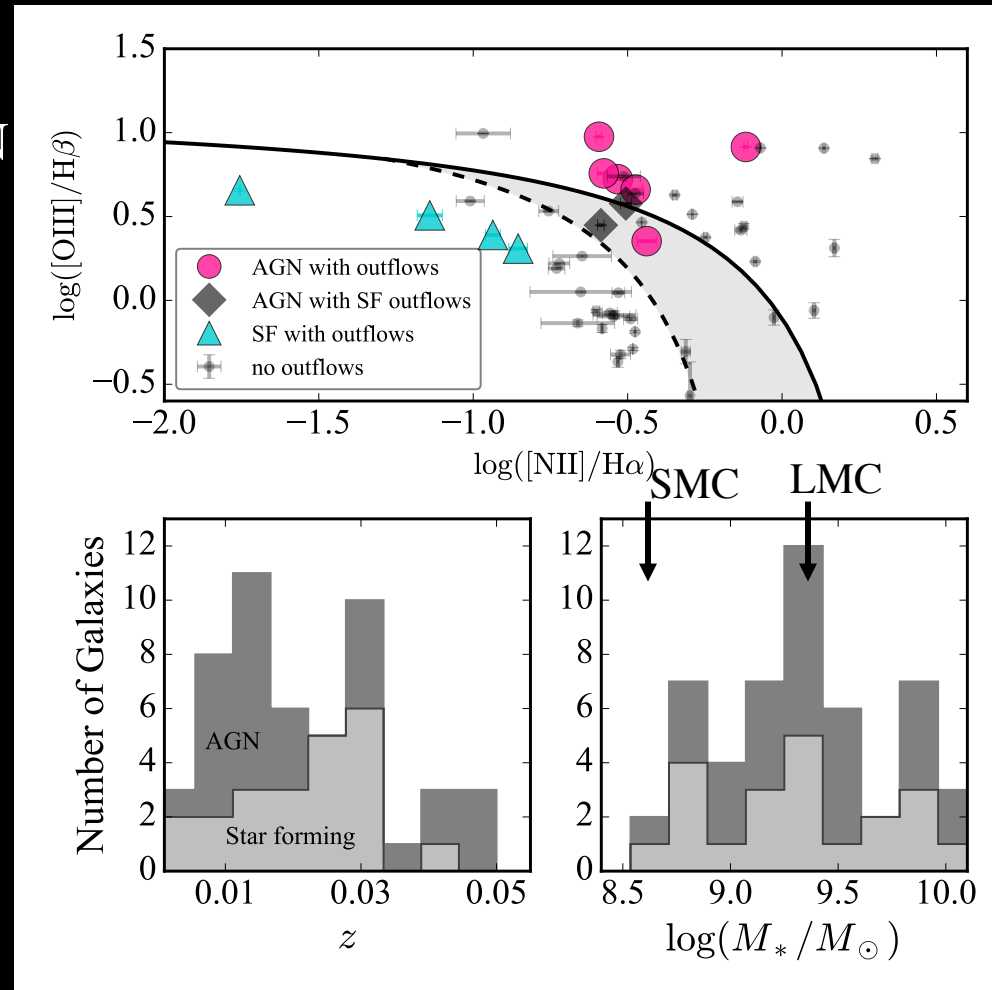 1.5
1.0
0.5
0.0
−0.5
log([OIII]/Hβ)
AGN with outflows
AGN with SF outflows
SF with outflows
no outflows
−2.0 −1.5 −1.0 −0.5 0.0 0.5
log([NII]/Hα)
SMC LMC
12
10
8
6
4
2
0
Number of Galaxies
AGN
Star forming
0.01 0.03 0.05
z
12
10
8
6
4
2
0
8.5 9.0 9.5 10.0
log(M*/M⊙)